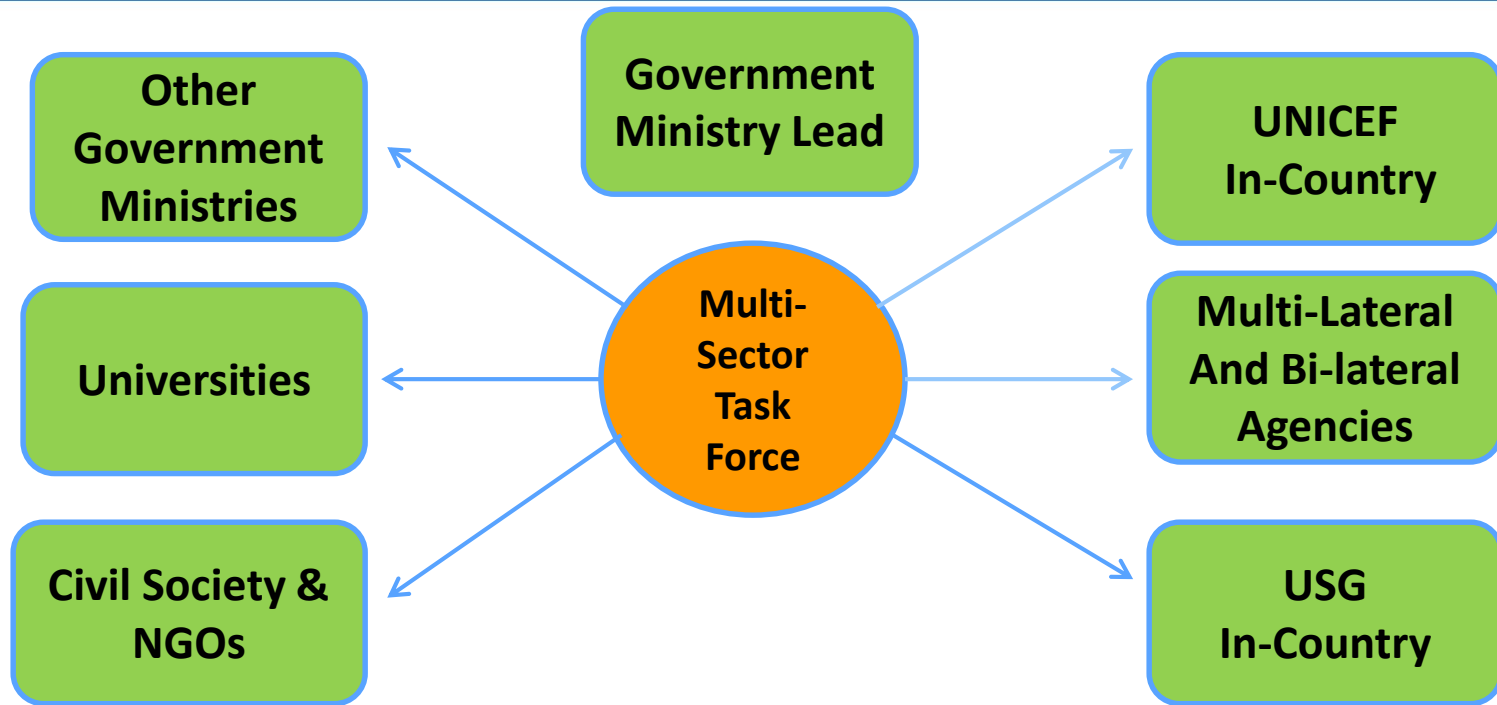 Government
Ministry Lead
Other
Government
Ministries
UNICEF
In-Country
Universities
Multi-
Sector
Task
Force
Multi-Lateral
And Bi-lateral
Agencies
Civil Society &
NGOs
USG
In-Country